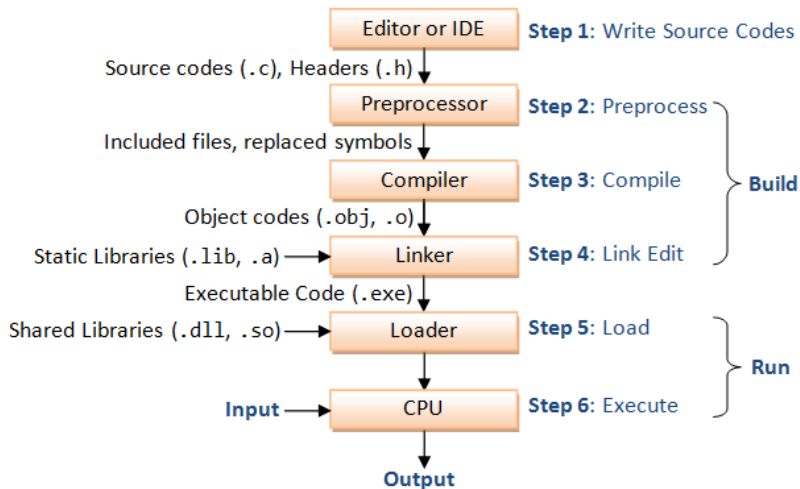 Editor or IDE
Step 1: Write Source Codes
Source codes (.c), Headers (.h)
Preprocessor
Step 2: Preprocess
Included files, replaced symbols
Compiler
Step 3: Compile
Build
Object codes (.obj, .o)
Static Libraries (.lib, .a)
Linker
Step 4: Link Edit
Executable Code (.exe)
Shared Libraries (.dll, .so)
Loader
Step 5: Load
Run
Input
CPU
Step 6: Execute
Output